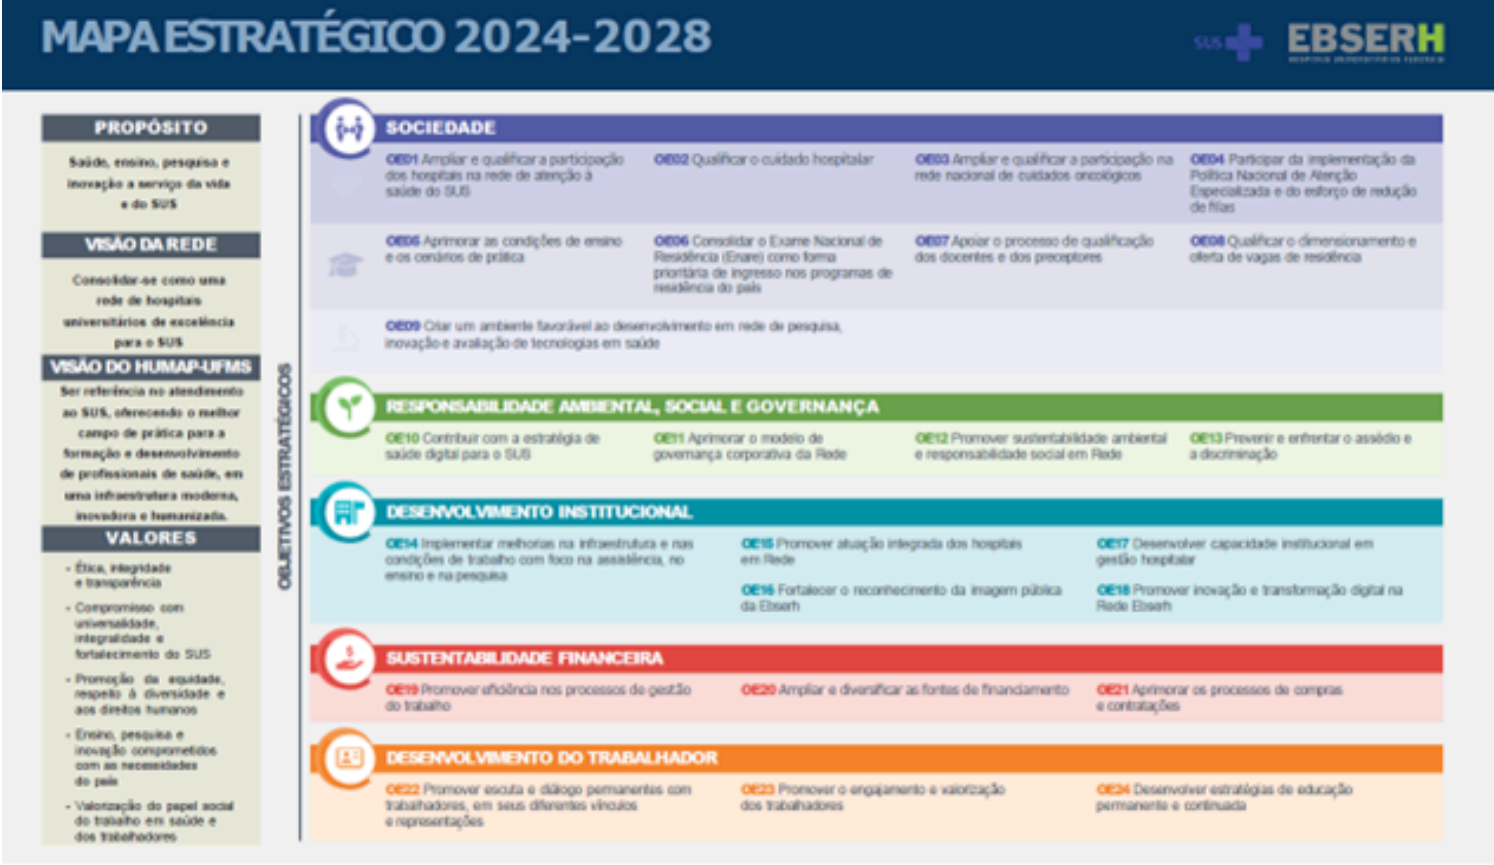 MAPA ESTRATÉGICO 2024-2028
SUS
EBSERH
HOSPITAIS UNIVERSITÁRIOS FEDERAIS
PROPÓSITO
Saúde, ensino, pesquisa e
inovação a serviço da vida
e do SUS
VISÃO DA REDE
Consolidar-se como uma
rede de hospitais
universitários de excelência
para o SUS
VISÃO DO HUMAP-UFMS
Ser referência no atendimento
ao SUS, oferecendo o melhor
campo de prática para a
formação e desenvolvimento
de profissionais de saúde, em
uma infraestrutura moderna,
inovadora e humanizada.
VALORES
- Ética, integridade
e transparência
- Compromisso com
universalidade,
integralidade e
fortalecimento do SUS
- Promoção da equidade,
respeito à diversidade e
aos direitos humanos
- Ensino, pesquisa e
inovação comprometidos
com as necessidades
do país
- Valorização do papel social
do trabalho em saúde e
dos trabalhadores
OBJETIVOS ESTRATÉGICOS
SOCIEDADE
OE01 Ampliar e qualificar a participação
dos hospitais na rede de atenção à
saúde do SUS
OE02 Qualificar o cuidado hospitalar
OE03 Ampliar e qualificar a participação na
rede nacional de cuidados oncológicos
OE04 Participar da implementação da
Política Nacional de Atenção
Especializada e do esforço de redução
de filas
OE05 Aprimorar as condições de ensino
e os cenários de prática
OE06 Consolidar o Exame Nacional de
Residência (Enare) como forma
prioritária de ingresso nos programas de
residência do país
OE07 Apoiar o processo de qualificação
dos docentes e dos preceptores
OE08 Qualificar o dimensionamento e
oferta de vagas de residência
OE09 Criar um ambiente favorável ao desenvolvimento em rede de pesquisa,
inovação e avaliação de tecnologias em saúde
RESPONSABILIDADE AMBIENTAL, SOCIAL E GOVERNANÇA
OE10 Contribuir com a estratégia de
saúde digital para o SUS
OE11 Aprimorar o modelo de
governança corporativa da Rede
OE12 Promover sustentabilidade ambiental
e responsabilidade social em Rede
OE13 Prevenir e enfrentar o assédio e
a discriminação
DESENVOLVIMENTO INSTITUCIONAL
OE14 Implementar melhorias na infraestrutura e nas
condições de trabalho com foco na assistência, no
ensino e na pesquisa
OE15 Promover atuação integrada dos hospitais
em Rede
OE16 Fortalecer o reconhecimento da imagem pública
da Ebserh
OE17 Desenvolver capacidade institucional em
gestão hospitalar
OE18 Promover inovação e transformação digital na
Rede Ebserh
SUSTENTABILIDADE FINANCEIRA
OE19 Promover eficiência nos processos de gestão
do trabalho
OE20 Ampliar e diversificar as fontes de financiamento
OE21 Aprimorar os processos de compras
e contratações
DESENVOLVIMENTO DO TRABALHADOR
OE22 Promover escuta e diálogo permanentes com
trabalhadores, em seus diferentes vínculos
e representações
OE23 Promover o engajamento e valorização
dos trabalhadores
OE24 Desenvolver estratégias de educação
permanente e continuada